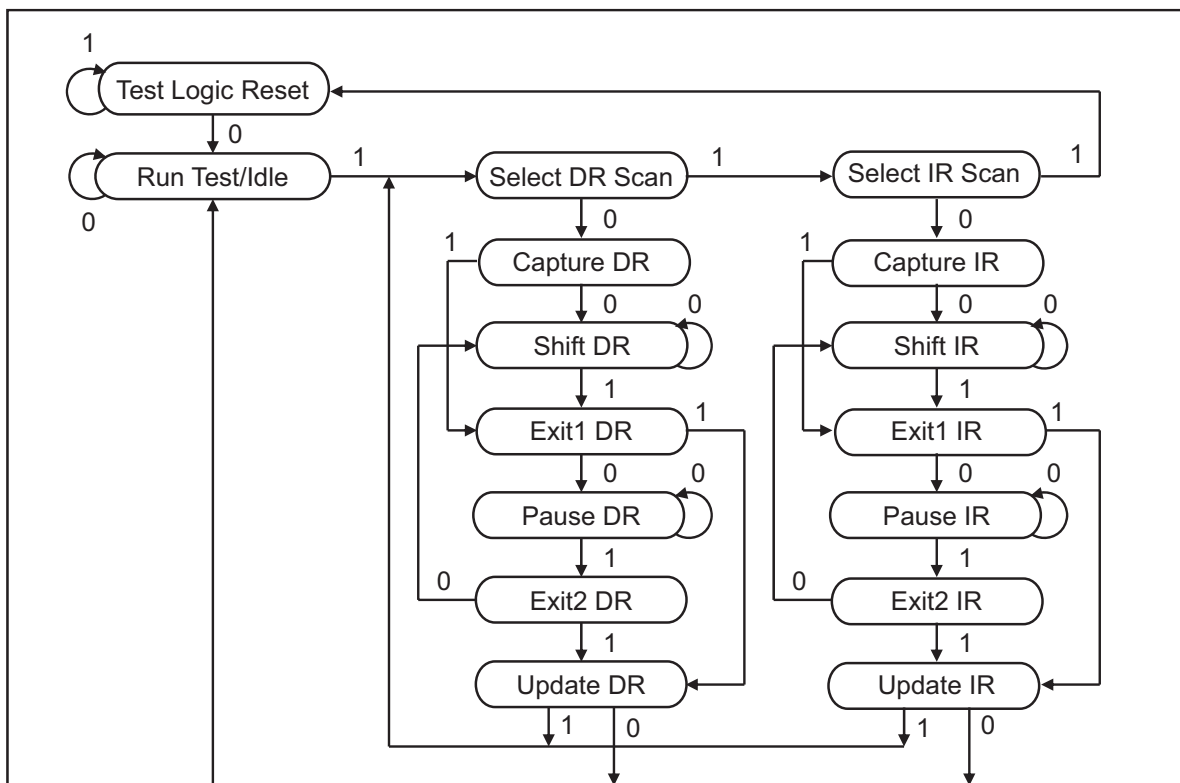 1
Test Logic Reset
0
Run Test/Idle
0
1
Select DR Scan
1
Select IR Scan
1
0
0
1
Capture DR
1
Capture IR
0
0
0
0
Shift DR
Shift IR
1
1
Exit1 DR
1
Exit1 IR
1
0
0
0
0
Pause DR
Pause IR
1
1
0
Exit2 DR
0
Exit2 IR
1
1
Update DR
Update IR
1
0
1
0